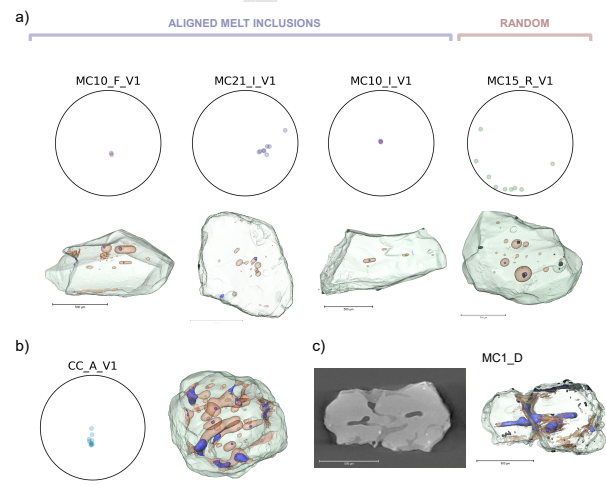 a)
ALIGNED MELT INCLUSIONS
RANDOM
MC10_F_V1
MC21_I_V1
MC10_I_V1
MC15_R_V1
b)
CC_A_V1
c)
MC1_D